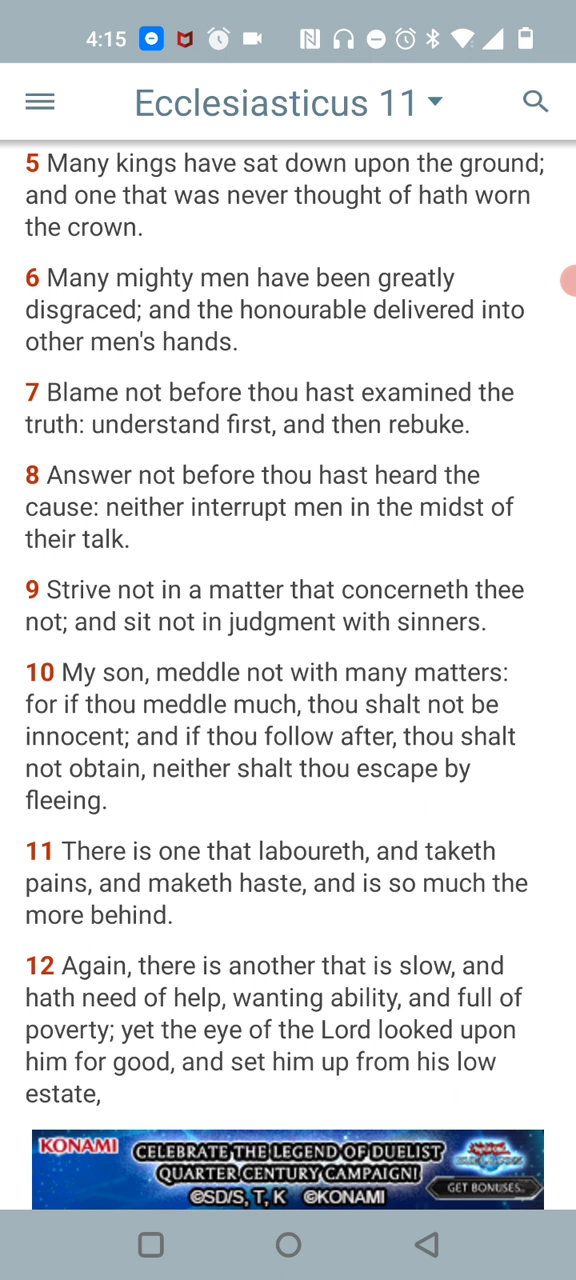 4:15
Ecclesiasticus 11
5 Many kings have sat down upon the ground;
and one that was never thought of hath worn
the crown.
6 Many mighty men have been greatly
disgraced; and the honourable delivered into
other men's hands.
7 Blame not before thou hast examined the
truth: understand first, and then rebuke.
8 Answer not before thou hast heard the
cause: neither interrupt men in the midst of
their talk.
9 Strive not in a matter that concerneth thee
not; and sit not in judgment with sinners.
10 My son, meddle not with many matters:
for if thou meddle much, thou shalt not be
innocent; and if thou follow after, thou shalt
not obtain, neither shalt thou escape by
fleeing.
11 There is one that laboureth, and taketh
pains, and maketh haste, and is so much the
more behind.
12 Again, there is another that is slow, and
hath need of help, wanting ability, and full of
poverty; yet the eye of the Lord looked upon
him for good, and set him up from his low
estate,
KONAMI
CELEBRATE THE LEGEND OF DUELIST
QUARTER CENTURY CAMPAIGN!
©SD/S, T, K ©KONAMI
GET BONUSES